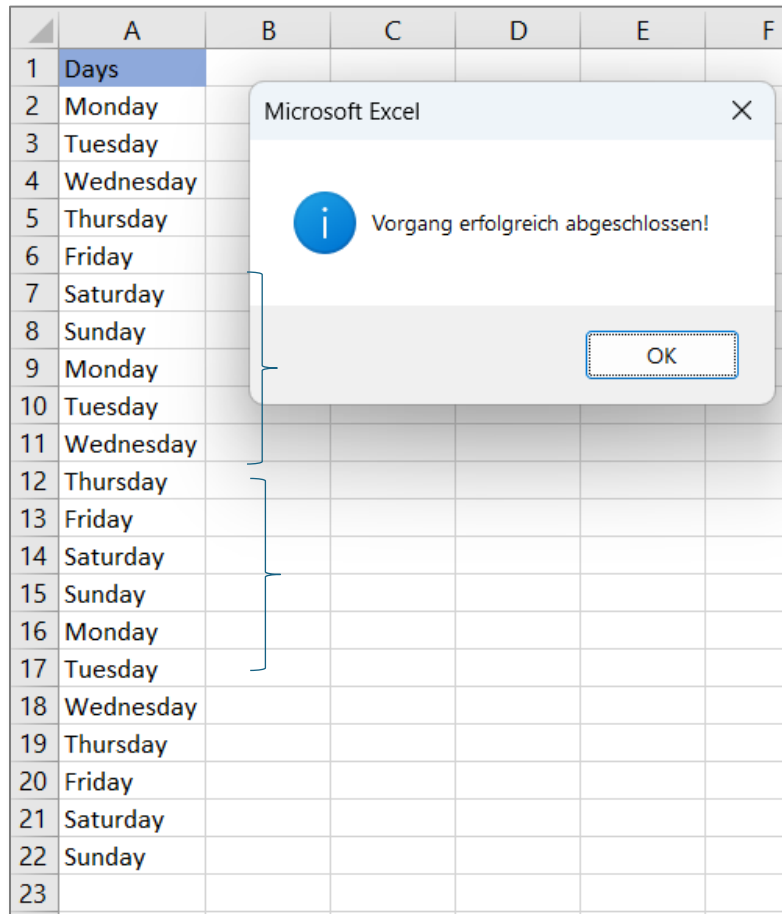 A B C D E F
1 Days
2 Monday
Microsoft Excel
3 Tuesday
4 Wednesday
5 Thursday
Vorgang erfolgreich abgeschlossen!
6 Friday
7 Saturday
8 Sunday
9 Monday
OK
10 Tuesday
11 Wednesday
12 Thursday
13 Friday
14 Saturday
15 Sunday
16 Monday
17 Tuesday
18 Wednesday
19 Thursday
20 Friday
21 Saturday
22 Sunday
23